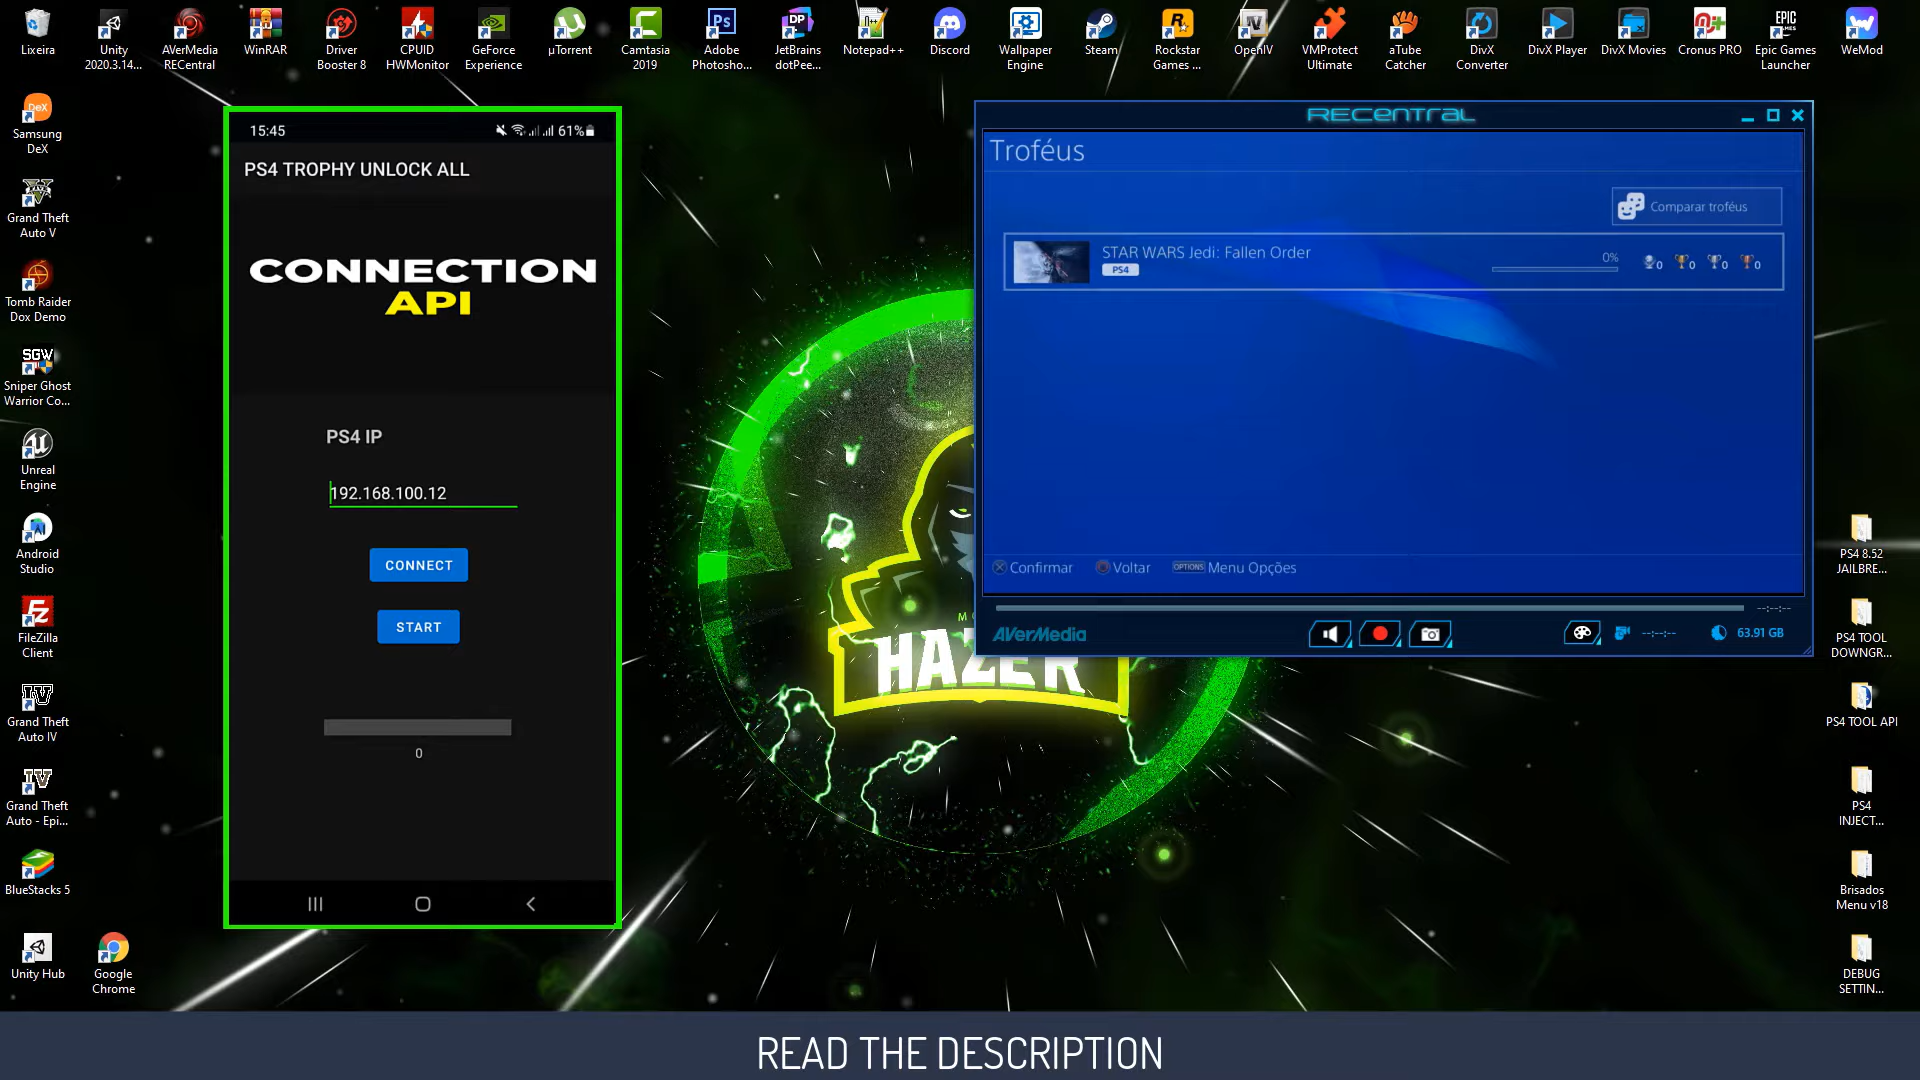 Lixeira
Unity
2020.3.14...
AVerMedia
RECentral
WinRAR
Driver
Booster 8
CPUID
HWMonitor
GeForce
Experience
µTorrent
Camtasia
2019
Adobe
Photosho...
JetBrains
dotPee...
Notepad++
Discord
Wallpaper
Engine
Steam
Rockstar
Games ...
OpenIV
VMProtect
Ultimate
aTube
Catcher
DivX
Converter
DivX Player
DivX Movies
Cronus PRO
Epic Games
Launcher
WeMod
Samsung
DeX
Grand Theft
Auto V
Tomb Raider
Dox Demo
Sniper Ghost
Warrior Co...
Unreal
Engine
Android
Studio
FileZilla
Client
Grand Theft
Auto IV
Grand Theft
Auto - Epi...
BlueStacks 5
Unity Hub
Google
Chrome
15:45
61%
PS4 TROPHY UNLOCK ALL
CONNECTION
API
PS4 IP
192.168.100.12
CONNECT
START
0
HAZER
RECentral
Troféus
Comparar troféus
STAR WARS Jedi: Fallen Order
PS4
0%
0
0
0
0
Confirmar
Voltar
OPTIONS
Menu Opções
--:--:--
AVerMedia
--:--:--
63.91 GB
PS4 8.52
JAILBRE...
PS4 TOOL
DOWNGR...
PS4 TOOL API
PS4
INJECT...
Brisados
Menu v18
DEBUG
SETTIN...
READ THE DESCRIPTION